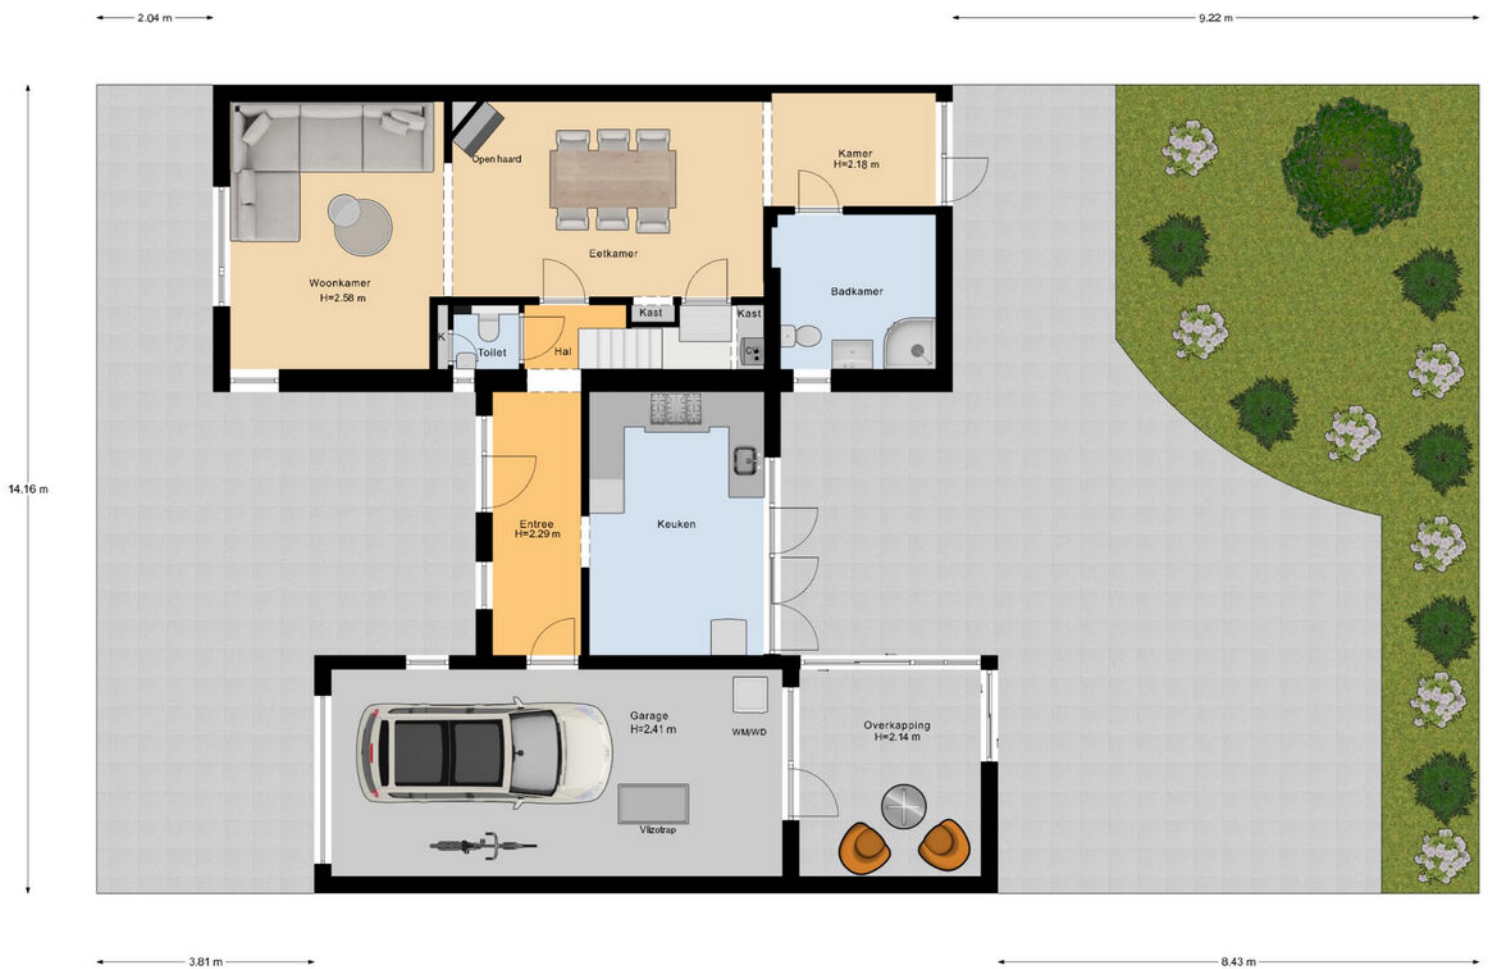 2.04 m
9.22 m
Open haard
Kamer
H=2.18 m
Eetkamer
Woonkamer
H=2.58 m
Badkamer
Kast
Kast
K
Toilet
Hal
CV
14.16 m
Entree
H=2.29 m
Keuken
Garage
H=2.41 m
WM/WD
Overkapping
H=2.14 m
Vlizotrap
3.81 m
8.43 m